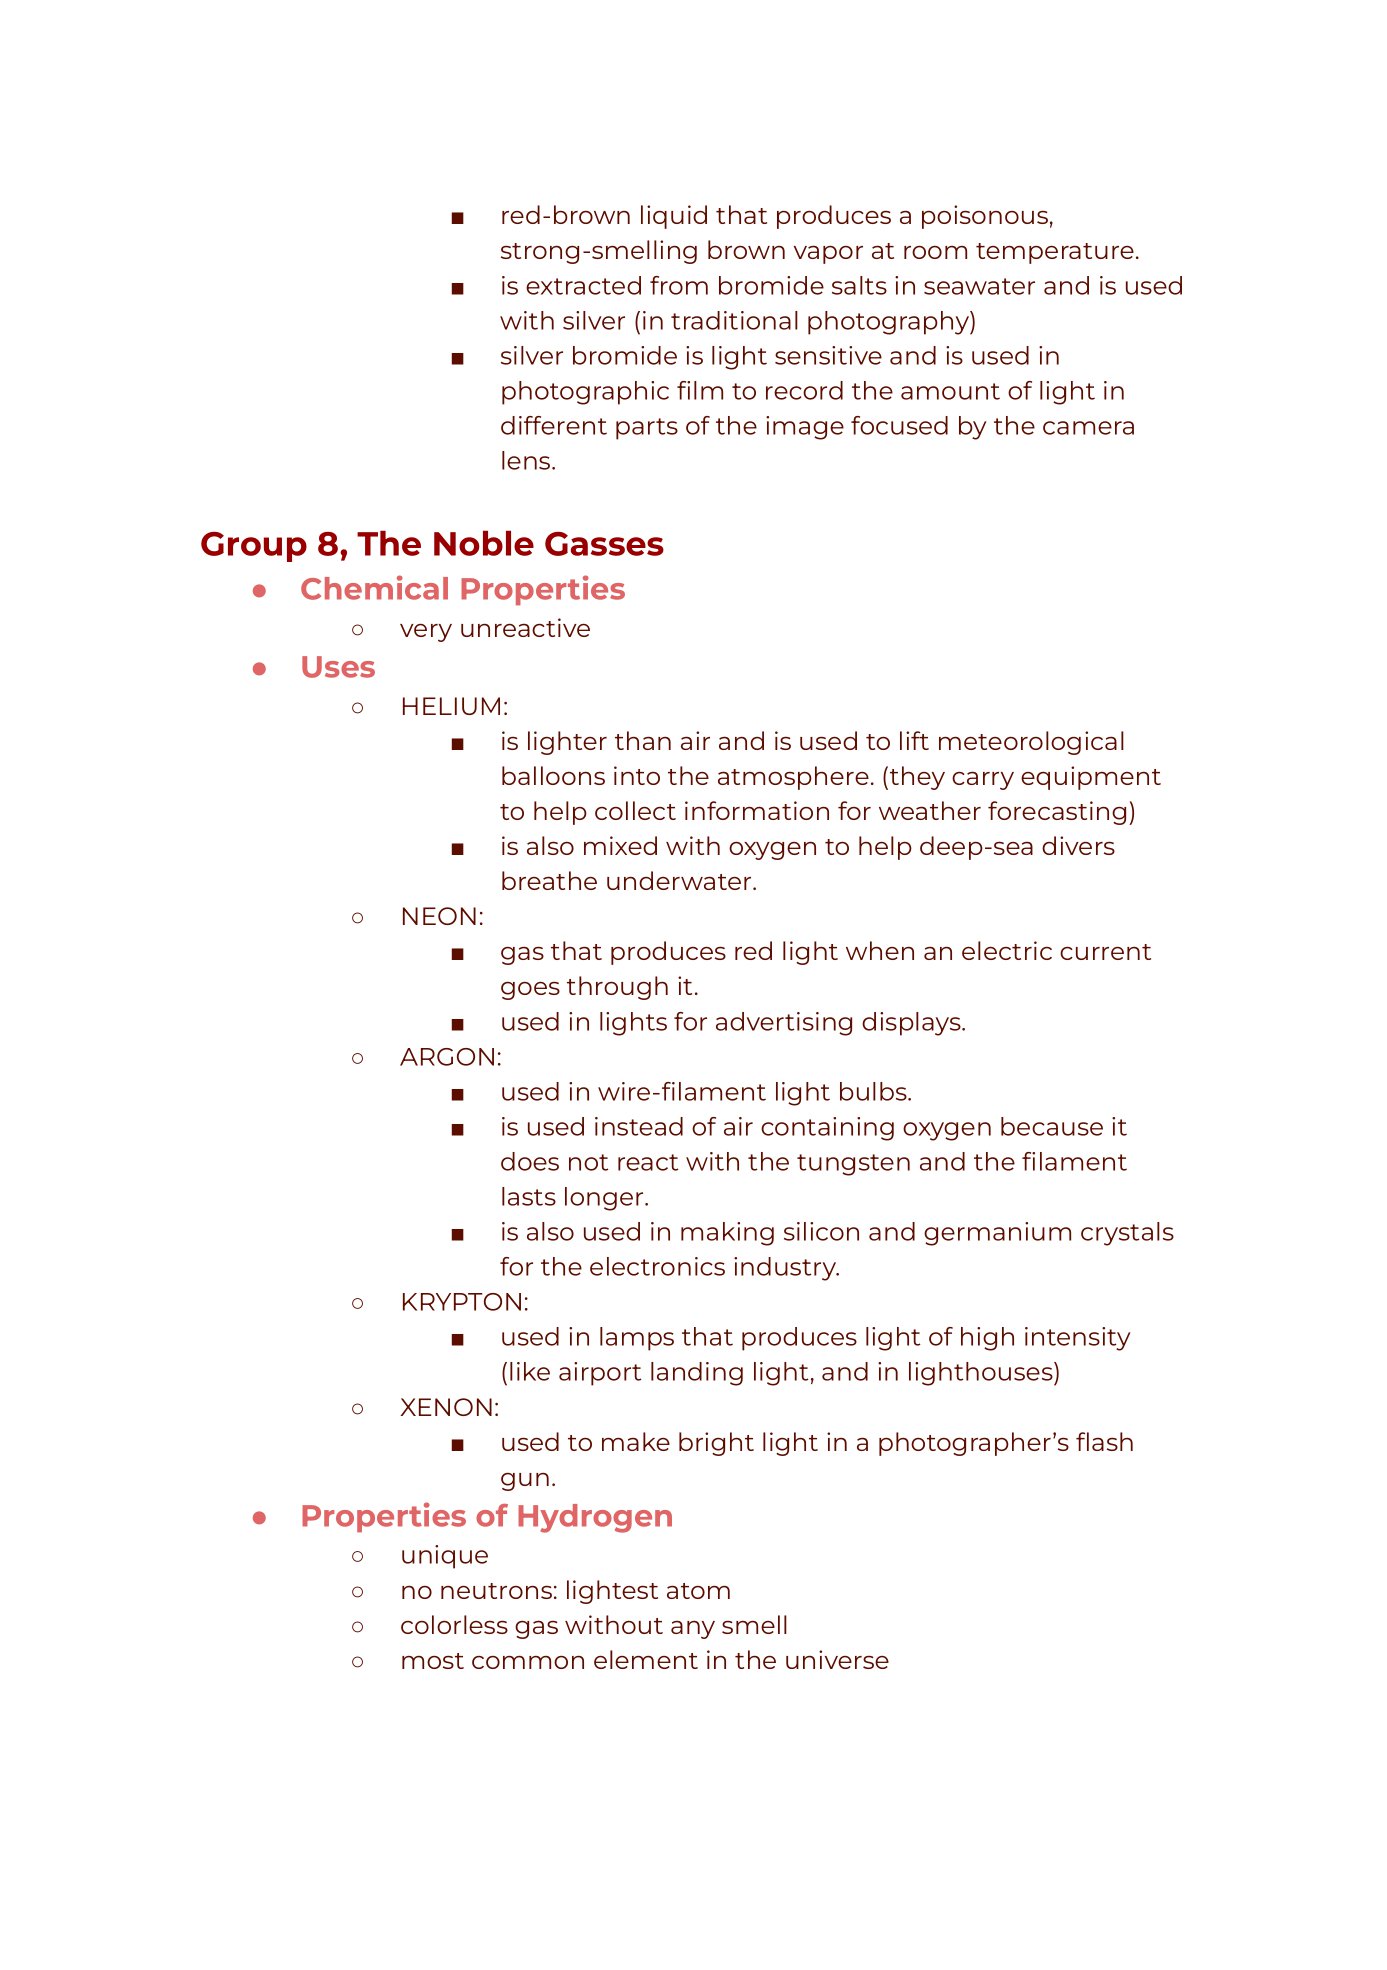 ■ red-brown liquid that produces a poisonous,
strong-smelling brown vapor at room temperature.
■ is extracted from bromide salts in seawater and is used
with silver (in traditional photography)
■ silver bromide is light sensitive and is used in
photographic film to record the amount of light in
different parts of the image focused by the camera
lens.
Group 8, The Noble Gasses
● Chemical Properties
○ very unreactive
● Uses
○ HELIUM:
■ is lighter than air and is used to lift meteorological
balloons into the atmosphere. (they carry equipment
to help collect information for weather forecasting)
■ is also mixed with oxygen to help deep-sea divers
breathe underwater.
○ NEON:
■ gas that produces red light when an electric current
goes through it.
■ used in lights for advertising displays.
○ ARGON:
■ used in wire-filament light bulbs.
■ is used instead of air containing oxygen because it
does not react with the tungsten and the filament
lasts longer.
■ is also used in making silicon and germanium crystals
for the electronics industry.
○ KRYPTON:
■ used in lamps that produces light of high intensity
(like airport landing light, and in lighthouses)
○ XENON:
■ used to make bright light in a photographer’s flash
gun.
● Properties of Hydrogen
○ unique
○ no neutrons: lightest atom
○ colorless gas without any smell
○ most common element in the universe